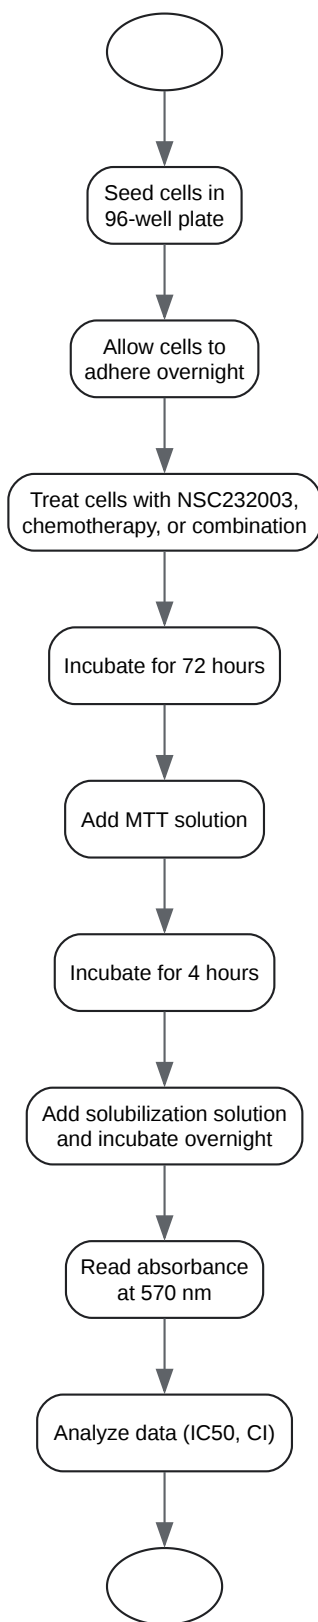 Seed cells in
96-well plate
Allow cells to
adhere overnight
Treat cells with NSC232003,
chemotherapy, or combination
Incubate for 72 hours
Add MTT solution
Incubate for 4 hours
Add solubilization solution
and incubate overnight
Read absorbance
at 570 nm
Analyze data (IC50, CI)